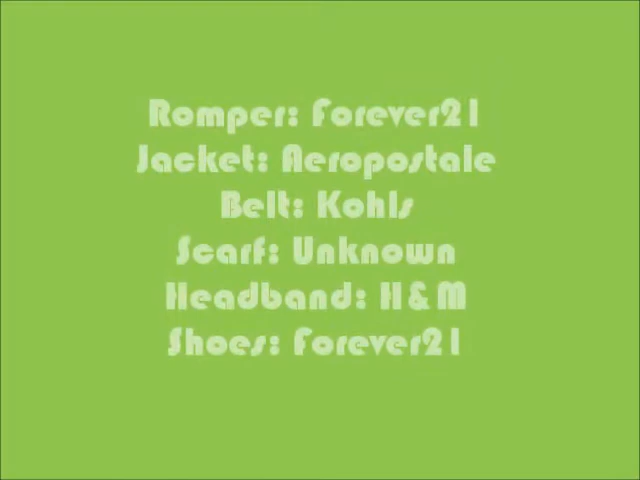 Romper: Forever21
Jacket: Aeropostale
Belt: Kohls
Scarf: Unknown
Headband: H&M
Shoes: Forever21